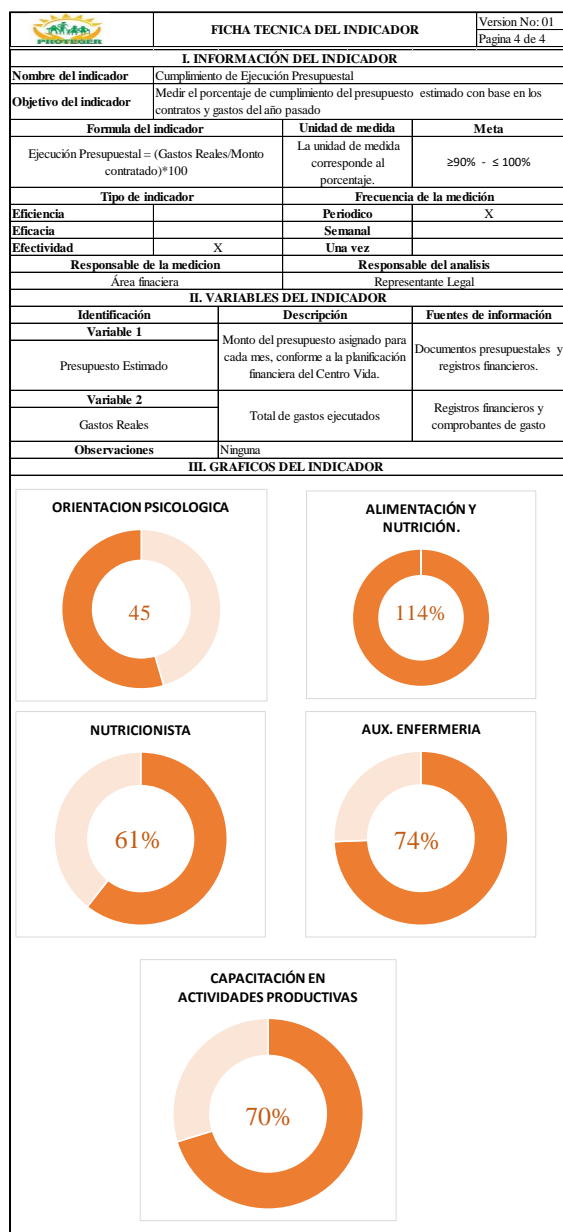 PROTEGER
FICHA TECNICA DEL INDICADOR
Version No: 01
Pagina 4 de 4
I. INFORMACIÓN DEL INDICADOR
Nombre del indicador
Cumplimiento de Ejecución Presupuestal
Objetivo del indicador
Medir el porcentaje de cumplimiento del presupuesto estimado con base en los
contratos y gastos del año pasado
Formula del indicador
Unidad de medida
Meta
Ejecución Presupuestal = (Gastos Reales/Monto
contratado)*100
La unidad de medida
corresponde al
porcentaje.
≥90% - ≤ 100%
Tipo de indicador
Frecuencia de la medición
Eficiencia
Periodico
X
Eficacia
Semanal
Efectividad
X
Una vez
Responsable de la medicion
Responsable del analisis
Área finaciera
Representante Legal
II. VARIABLES DEL INDICADOR
Identificación
Descripción
Fuentes de información
Variable 1
Presupuesto Estimado
Monto del presupuesto asignado para
cada mes, conforme a la planificación
financiera del Centro Vida.
Documentos presupuestales y
registros financieros.
Variable 2
Gastos Reales
Total de gastos ejecutados
Registros financieros y
comprobantes de gasto
Observaciones
Ninguna
III. GRAFICOS DEL INDICADOR
ORIENTACION PSICOLOGICA
45
ALIMENTACIÓN Y
NUTRICIÓN.
114%
NUTRICIONISTA
61%
AUX. ENFERMERIA
74%
CAPACITACIÓN EN
ACTIVIDADES PRODUCTIVAS
70%